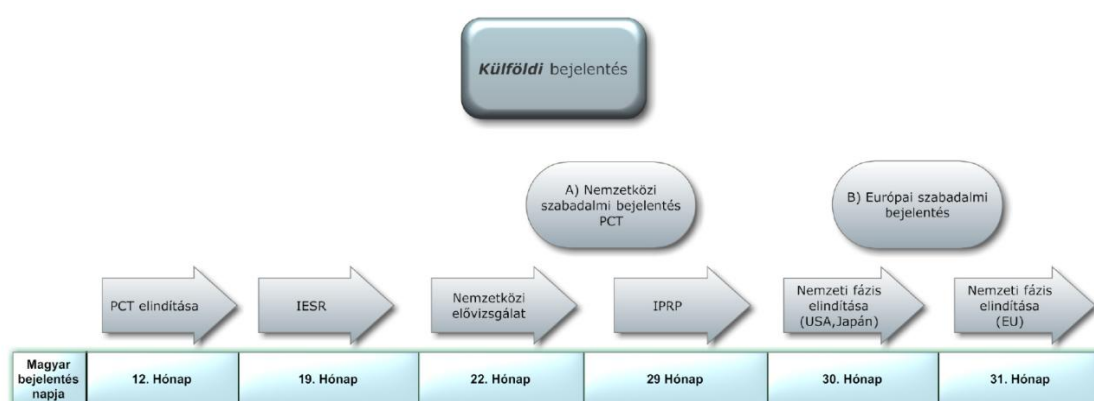 Külföldi bejelentés
A) Nemzetközi
szabadalmi bejelentés
PCT
B) Európai szabadalmi
bejelentés
PCT elindítása
IESR
Nemzetközi
elővizsgálat
IPRP
Nemzeti fázis
elindítása
(USA,Japán)
Nemzeti fázis
elindítása
(EU)
Magyar
bejelentés
napja
12. Hónap
19. Hónap
22. Hónap
29 Hónap
30. Hónap
31. Hónap